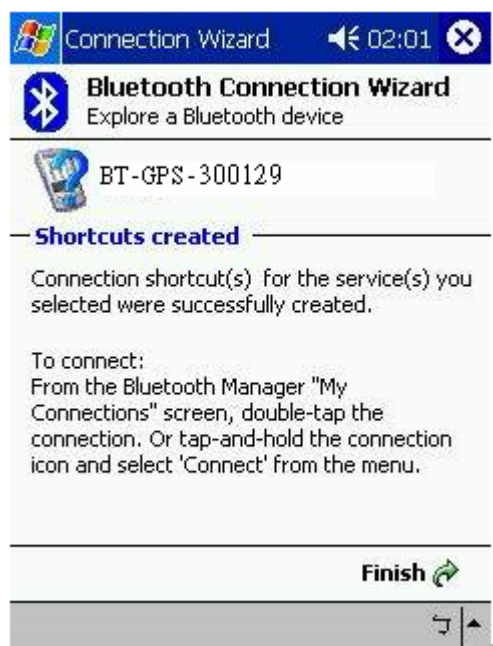 Connection Wizard 02:01
Bluetooth Connection Wizard
Explore a Bluetooth device
BT-GPS-300129
Shortcuts created
Connection shortcut(s) for the service(s) you
selected were successfully created.
To connect:
From the Bluetooth Manager "My
Connections" screen, double-tap the
connection. Or tap-and-hold the connection
icon and select 'Connect' from the menu.
Finish